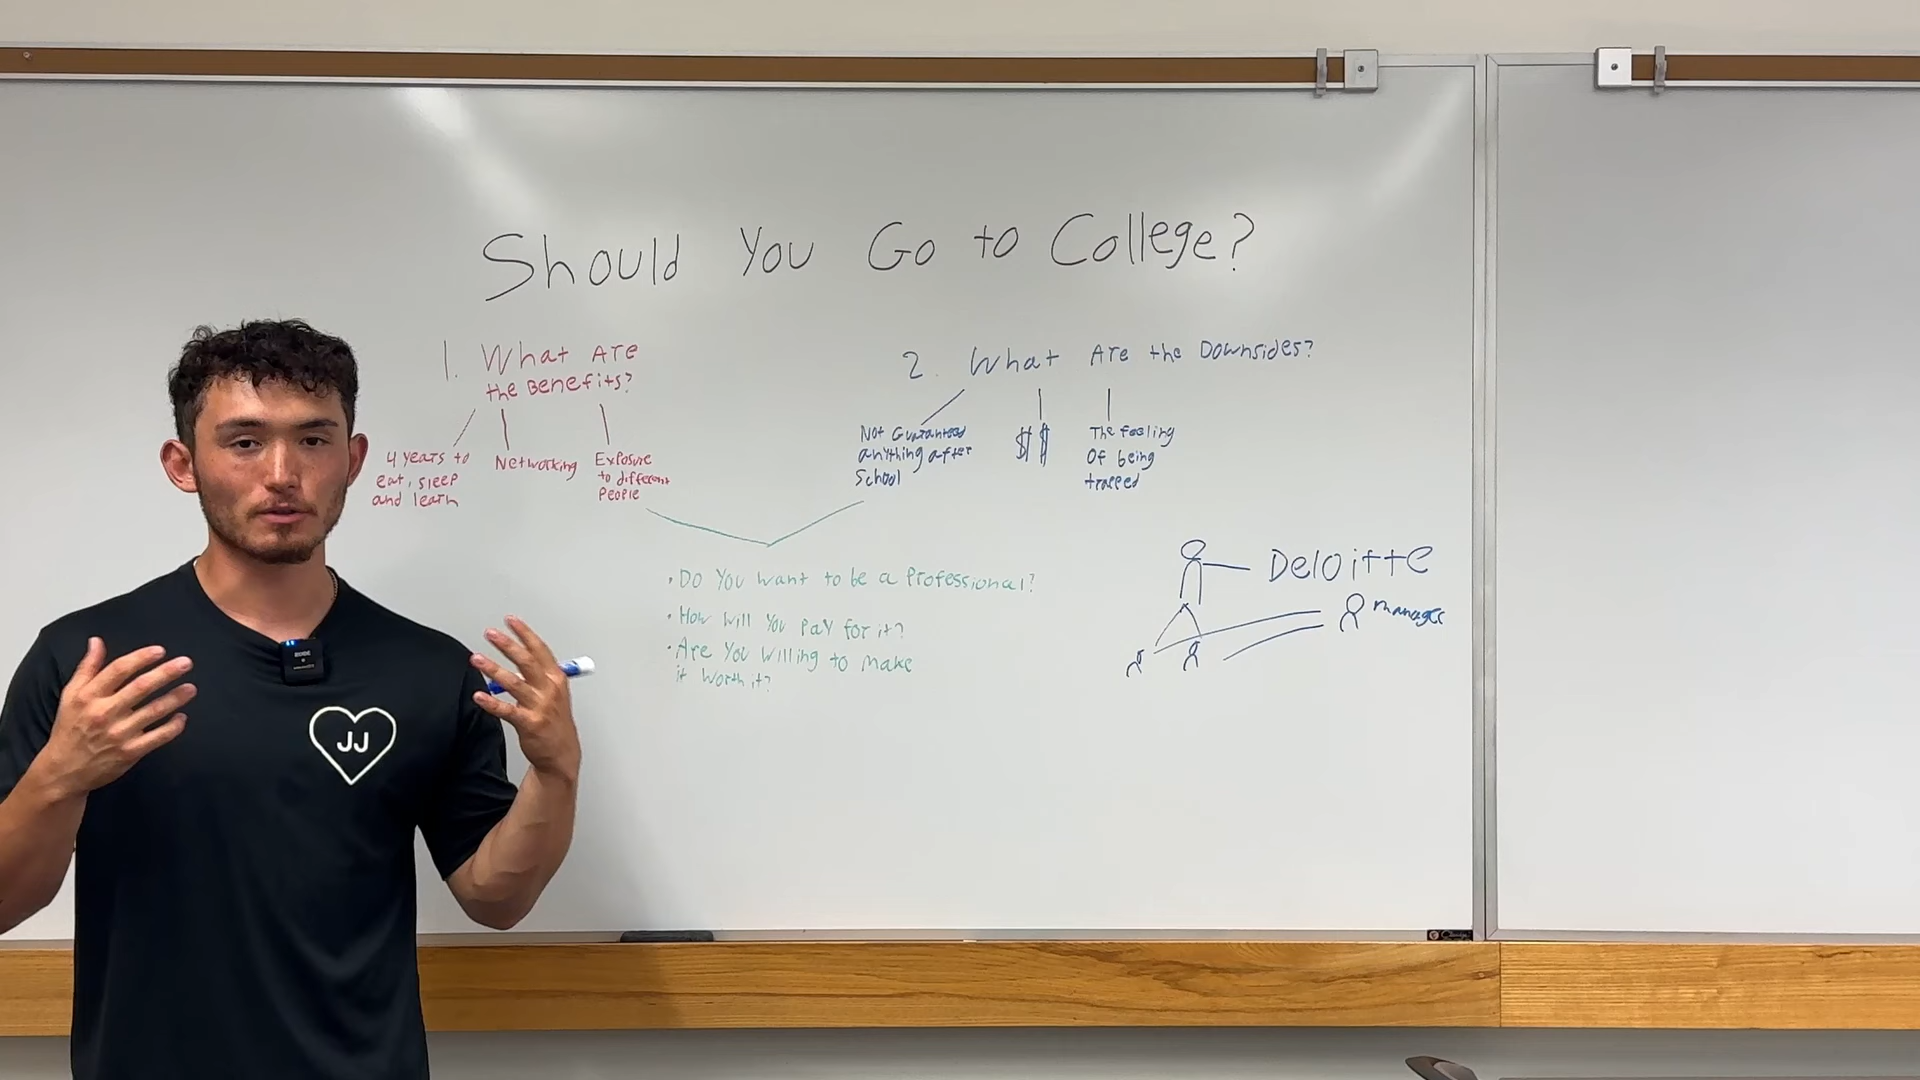 Should You Go to College?
1. What Are
the Benefits?
4 years to
eat, sleep
and learn
Networking
Exposure
to different
People
2. What Are the Downsides?
Not Guaranteed
anything after
School
$ $
The feeling
Of being
trapped
• Do You want to be a Professional?
• How will You Pay for it?
• Are You Willing to Make
it Worth it?
Deloitte
Manager
JJ